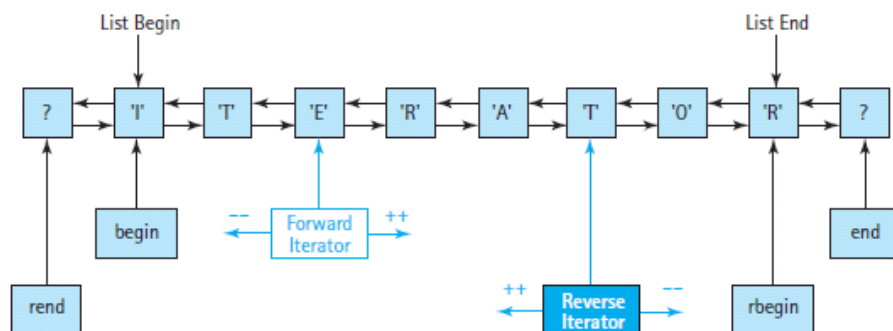 List Begin List End
? 'I' 'T' 'E' 'R' 'A' 'T' 'O' 'R' ?
begin -- Forward Iterator ++ end
rend ++ Reverse Iterator -- rbegin